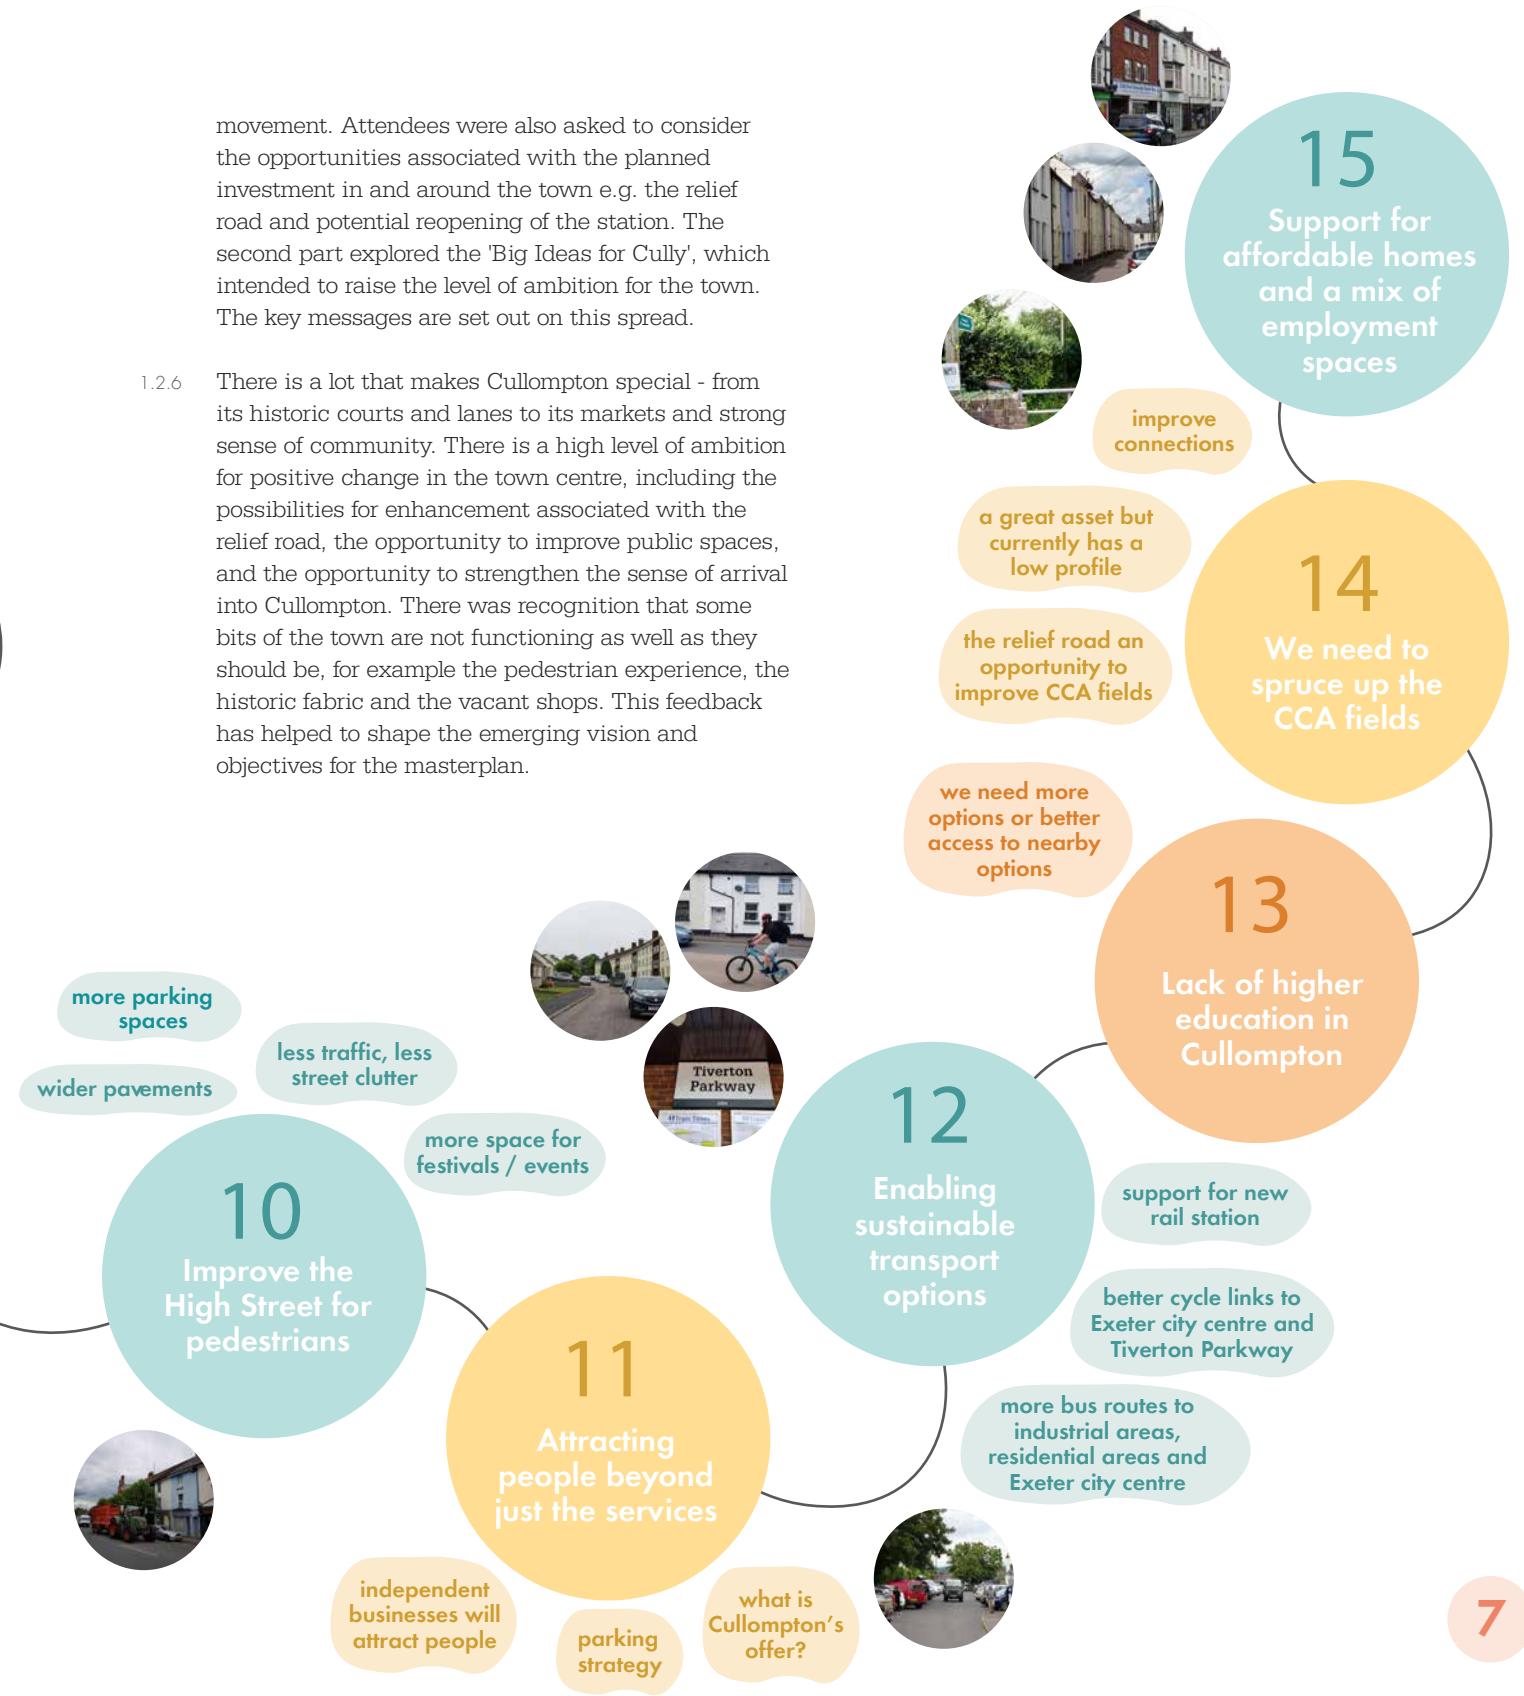 movement. Attendees were also asked to consider
the opportunities associated with the planned
investment in and around the town e.g. the relief
road and potential reopening of the station. The
second part explored the 'Big Ideas for Cully', which
intended to raise the level of ambition for the town.
The key messages are set out on this spread.
1.2.6 There is a lot that makes Cullompton special - from
its historic courts and lanes to its markets and strong
sense of community. There is a high level of ambition
for positive change in the town centre, including the
possibilities for enhancement associated with the
relief road, the opportunity to improve public spaces,
and the opportunity to strengthen the sense of arrival
into Cullompton. There was recognition that some
bits of the town are not functioning as well as they
should be, for example the pedestrian experience, the
historic fabric and the vacant shops. This feedback
has helped to shape the emerging vision and
objectives for the masterplan.
more parking
spaces
wider pavements
less traffic, less
street clutter
more space for
festivals / events
10
Improve the
High Street for
pedestrians
11
Attracting
people beyond
just the services
independent
businesses will
attract people
parking
strategy
what is
Cullompton's
offer?
Tiverton
Parkway
12
Enabling
sustainable
transport
options
support for new
rail station
better cycle links to
Exeter city centre and
Tiverton Parkway
more bus routes to
industrial areas,
residential areas and
Exeter city centre
13
Lack of higher
education in
Cullompton
we need more
options or better
access to nearby
options
14
We need to
spruce up the
CCA fields
improve
connections
a great asset but
currently has a
low profile
the relief road an
opportunity to
improve CCA fields
15
Support for
affordable homes
and a mix of
employment
spaces
7